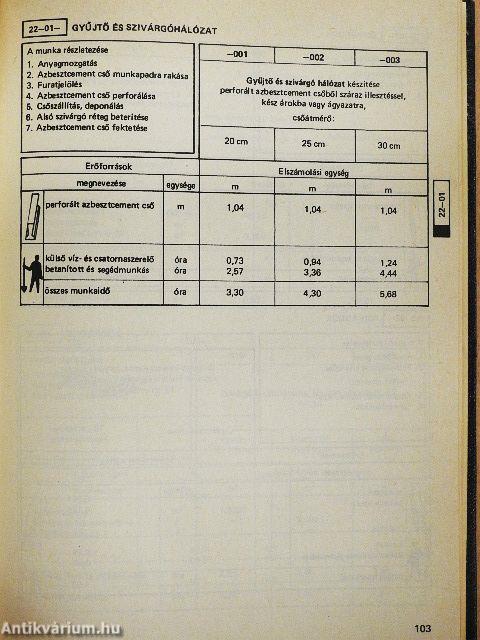 22–01– GYŰJTŐ ÉS SZIVÁRGÓHÁLÓZAT
A munka részletezése
1. Anyagmozgatás
2. Azbesztcement cső munkapadra rakása
3. Furatjelölés
4. Azbesztcement cső perforálása
5. Csőszállítás, deponálás
6. Alsó szivárgó réteg beterítése
7. Azbesztcement cső fektetése
–001 –002 –003
Gyűjtő és szivárgó hálózat készítése
perforált azbesztcement csőből száraz illesztéssel,
kész árokba vagy ágyazatra,
csőátmérő:
20 cm 25 cm 30 cm
Erőforrások Elszámolási egység
megnevezése egysége m m m
perforált azbesztcement cső m 1,04 1,04 1,04
külső víz- és csatornaszerelő óra 0,73 0,94 1,24
betanított és segédmunkás óra 2,57 3,36 4,44
összes munkaidő óra 3,30 4,30 5,68
22–01
103
Antikvárium.hu